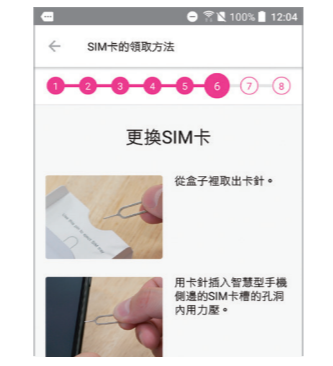 100% 12:04
SIM卡的領取方法
1 2 3 4 5 6 7 8
更換SIM卡
從盒子裡取出卡針。
用卡針插入智慧型手機
側邊的SIM卡槽的孔洞
內用力壓。